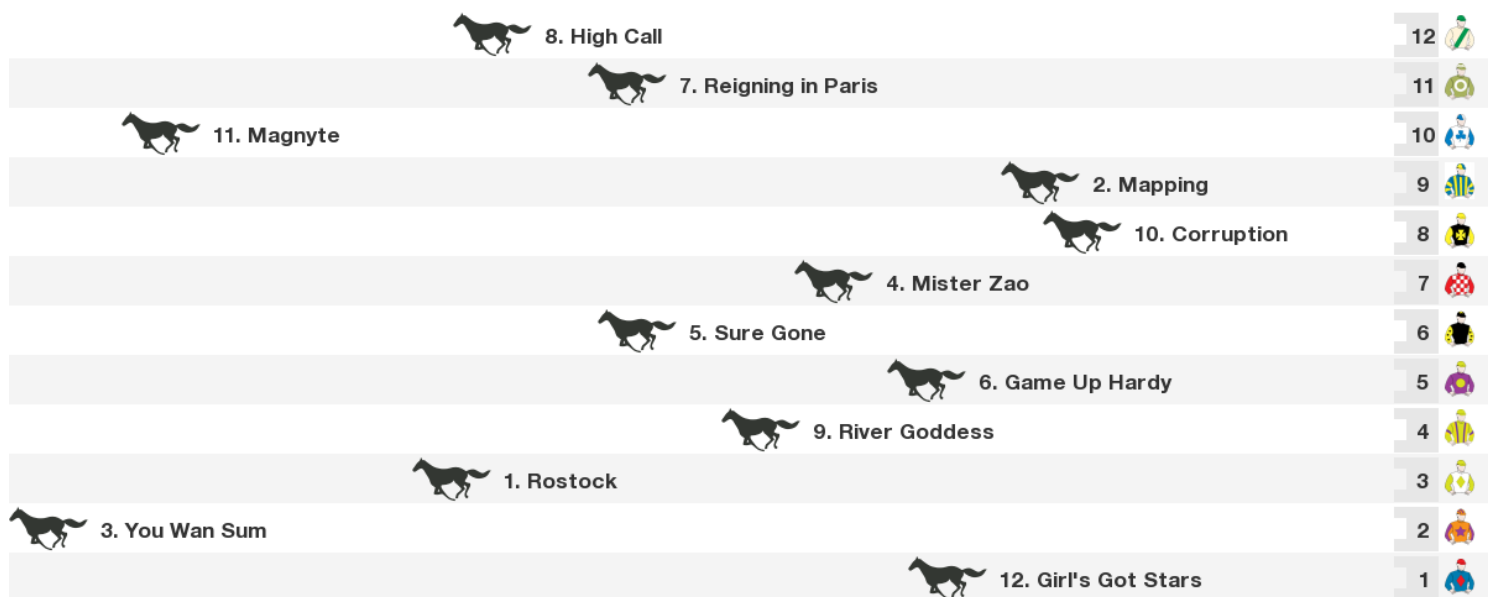 8. High Call 12
7. Reigning in Paris 11
11. Magnyte 10
2. Mapping 9
10. Corruption 8
4. Mister Zao 7
5. Sure Gone 6
6. Game Up Hardy 5
9. River Goddess 4
1. Rostock 3
3. You Wan Sum 2
12. Girl's Got Stars 1